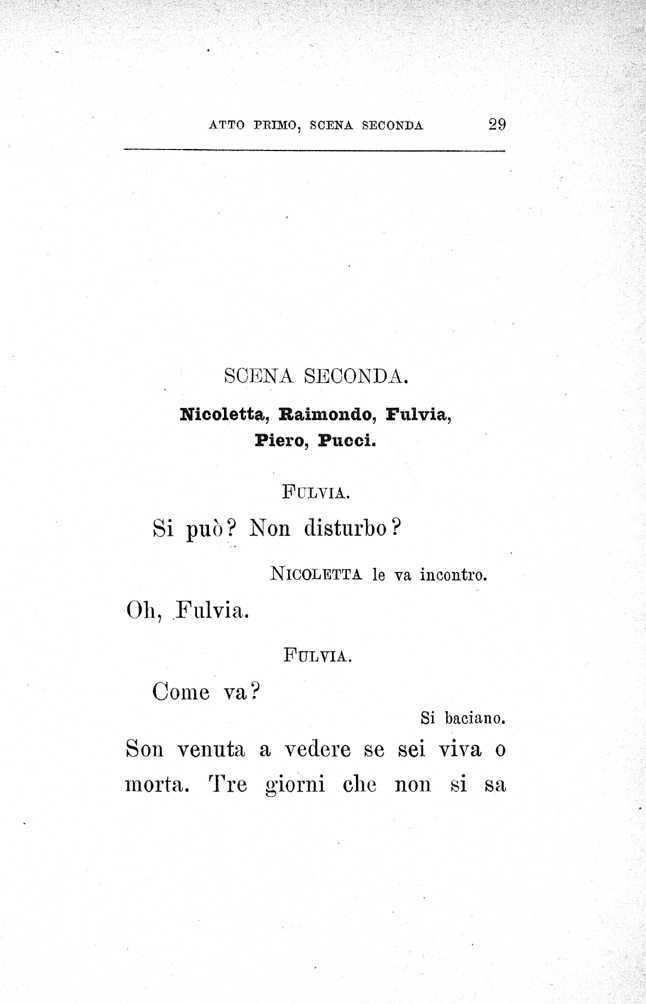 ATTO PRIMO, SCENA SECONDA 29
SCENA SECONDA.
Nicoletta, Raimondo, Fulvia,
Piero, Pucci.
FULVIA.
Si può? Non disturbo?
NICOLETTA le va incontro.
Oh, Fulvia.
FULVIA.
Come va?
Si baciano.
Son venuta a vedere se sei viva o
morta. Tre giorni che non si sa